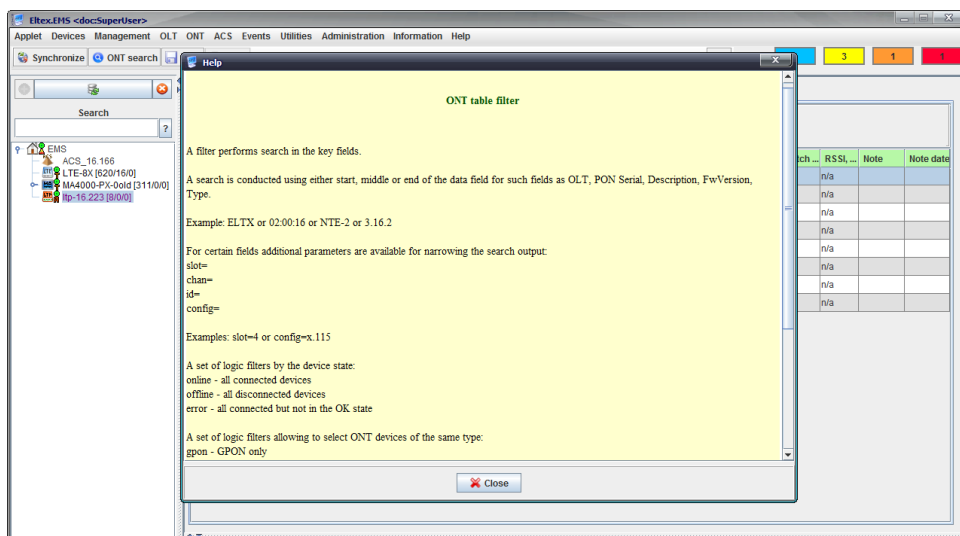 Eltex.EMS <doc:SuperUser>
Applet Devices Management OLT ONT ACS Events Utilities Administration Information Help
Synchronize ONT search
3 1 1
Help
Search
?
EMS
ACS_16.166
LTE-8X [620/16/0]
MA4000-PX-0old [311/0/0]
ltp-16.223 [8/0/0]
ONT table filter
A filter performs search in the key fields.
A search is conducted using either start, middle or end of the data field for such fields as OLT, PON Serial, Description, FwVersion,
Type.
Example: ELTX or 02:00:16 or NTE-2 or 3.16.2
For certain fields additional parameters are available for narrowing the search output:
slot=
chan=
id=
config=
Examples: slot=4 or config=x.115
A set of logic filters by the device state:
online - all connected devices
offline - all disconnected devices
error - all connected but not in the OK state
A set of logic filters allowing to select ONT devices of the same type:
gpon - GPON only
Close
tch ... RSSI, ... Note Note date
n/a
n/a
n/a
n/a
n/a
n/a
n/a
n/a